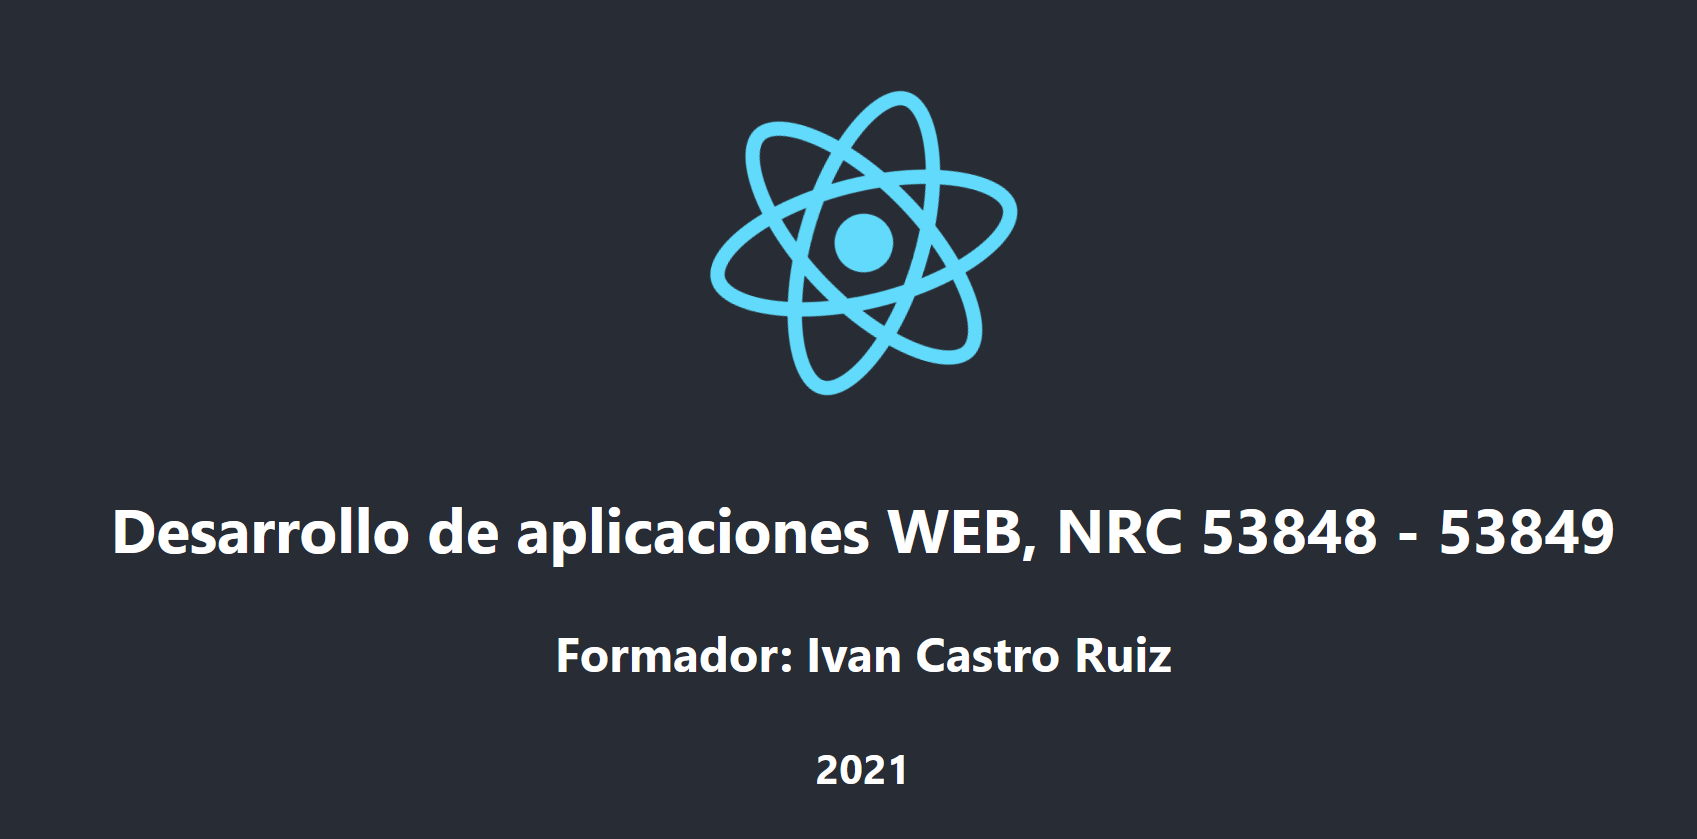 Desarrollo de aplicaciones WEB, NRC 53848 - 53849
Formador: Ivan Castro Ruiz
2021